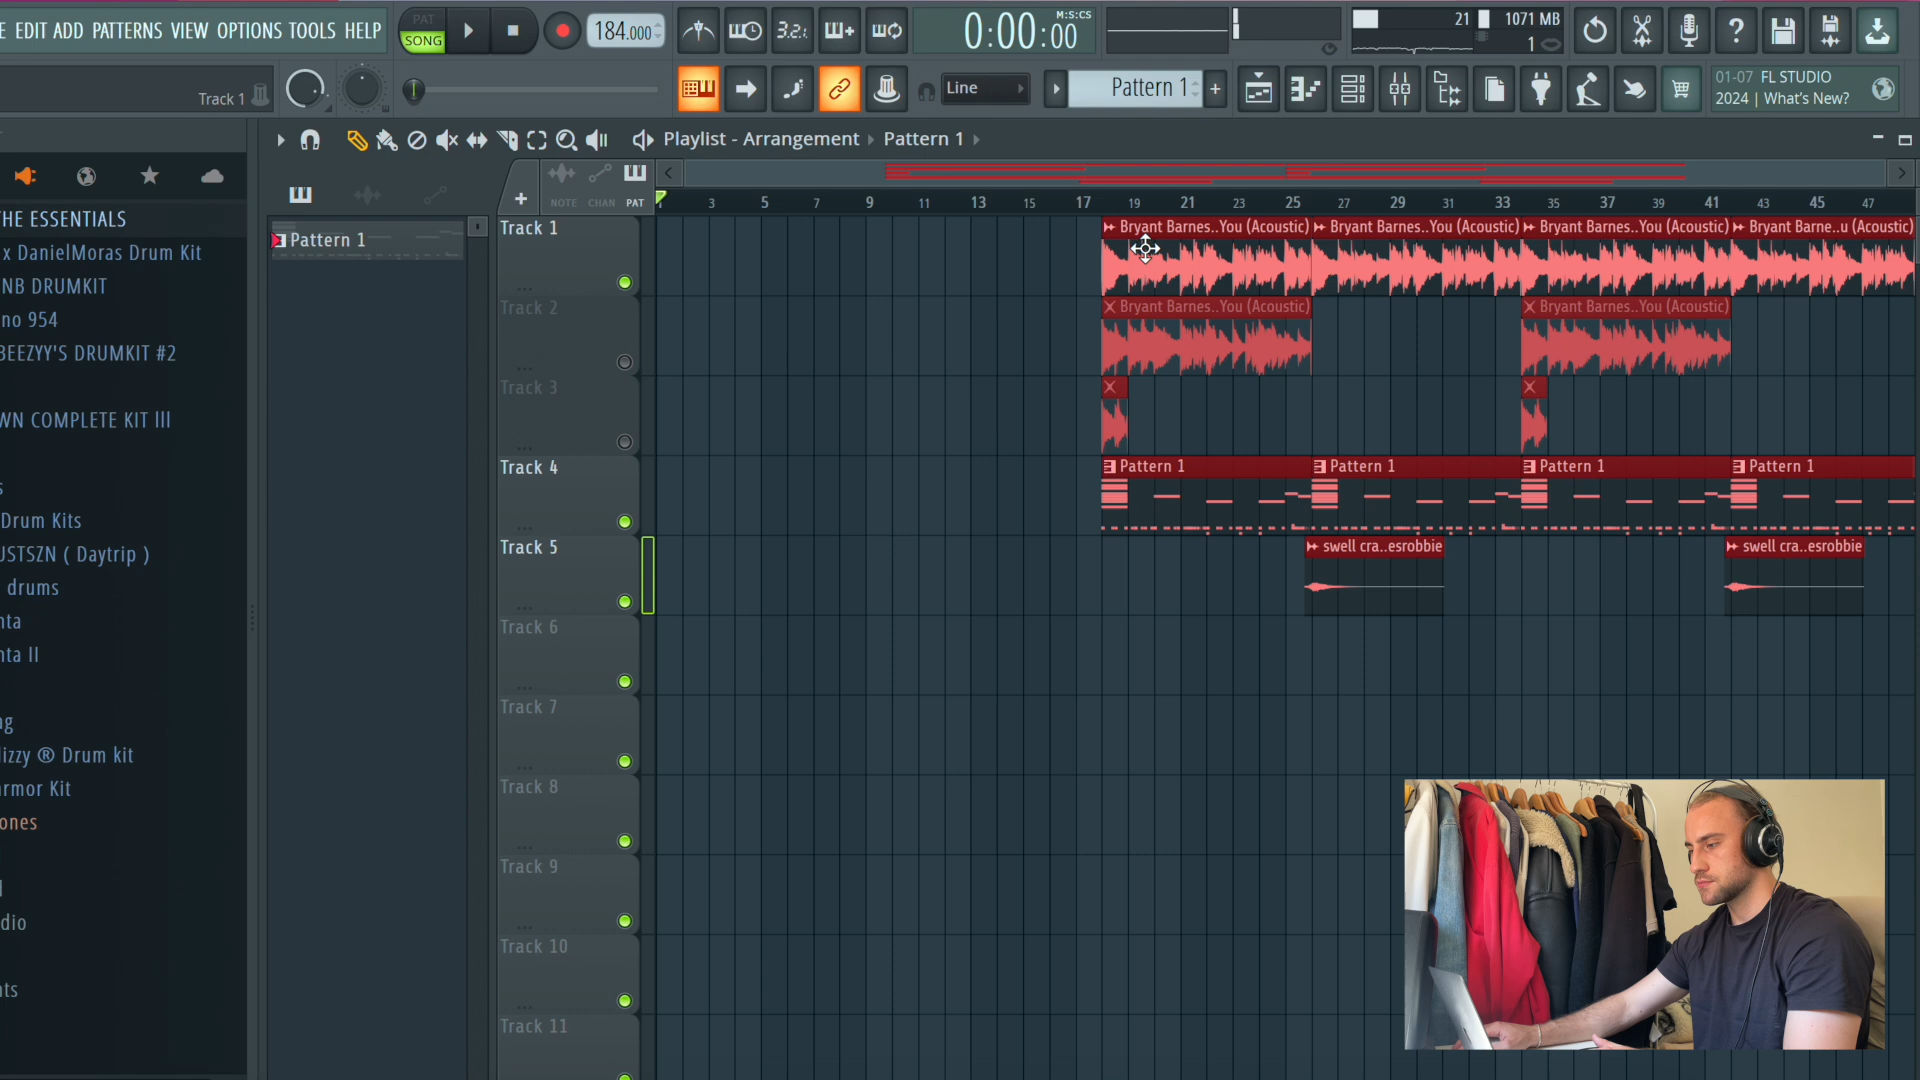 E EDIT ADD PATTERNS VIEW OPTIONS TOOLS HELP
PAT
SONG
184.000
3.2.
0:00:00
M:S:CS
21
1071 MB
1
Track 1
Line
Pattern 1
01-07 FL STUDIO
2024 | What's New?
Playlist - Arrangement
Pattern 1
NOTE CHAN PAT
3 5 7 9 11 13 15 17 19 21 23 25 27 29 31 33 35 37 39 41 43 45 47
THE ESSENTIALS
x DanielMoras Drum Kit
NB DRUMKIT
no 954
BEEZYY'S DRUMKIT #2
WN COMPLETE KIT III
s
Drum Kits
USTSZN ( Daytrip )
drums
nta
nta II
ng
lizzy ® Drum kit
armor Kit
ones
dio
nts
Pattern 1
Track 1
Bryant Barnes..You (Acoustic)
Bryant Barnes..You (Acoustic)
Bryant Barnes..You (Acoustic)
Bryant Barne..u (Acoustic)
Track 2
Bryant Barnes..You (Acoustic)
Bryant Barnes..You (Acoustic)
Track 3
Track 4
Pattern 1
Pattern 1
Pattern 1
Pattern 1
Track 5
swell cra..esrobbie
swell cra..esrobbie
Track 6
Track 7
Track 8
Track 9
Track 10
Track 11